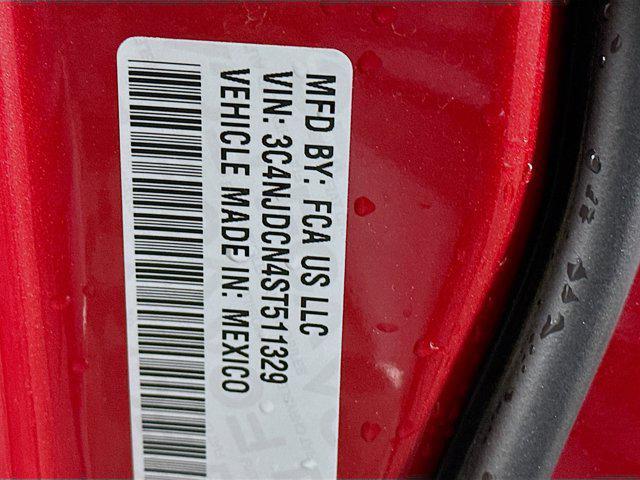 MFD BY: FCA US LLC
VIN: 3C4NJDCN4ST511329
VEHICLE MADE IN: MEXICO